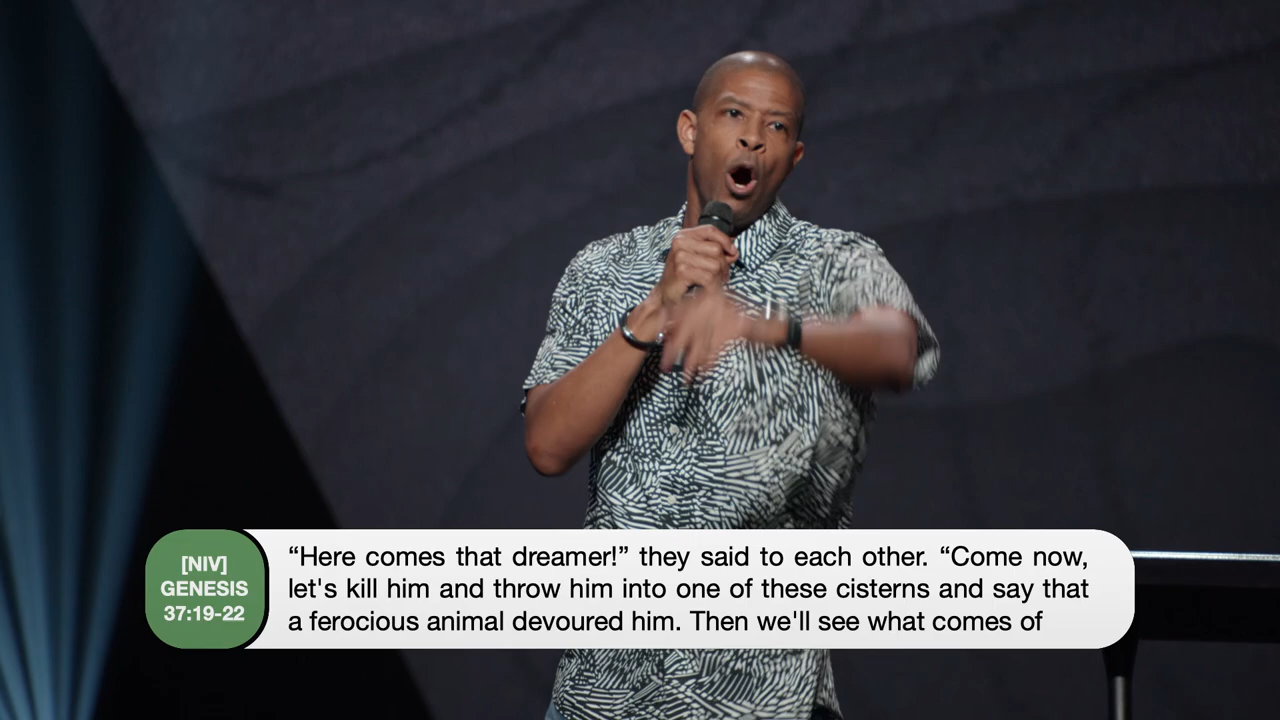 [NIV]
GENESIS
37:19-22
“Here comes that dreamer!” they said to each other. “Come now,
let's kill him and throw him into one of these cisterns and say that
a ferocious animal devoured him. Then we'll see what comes of